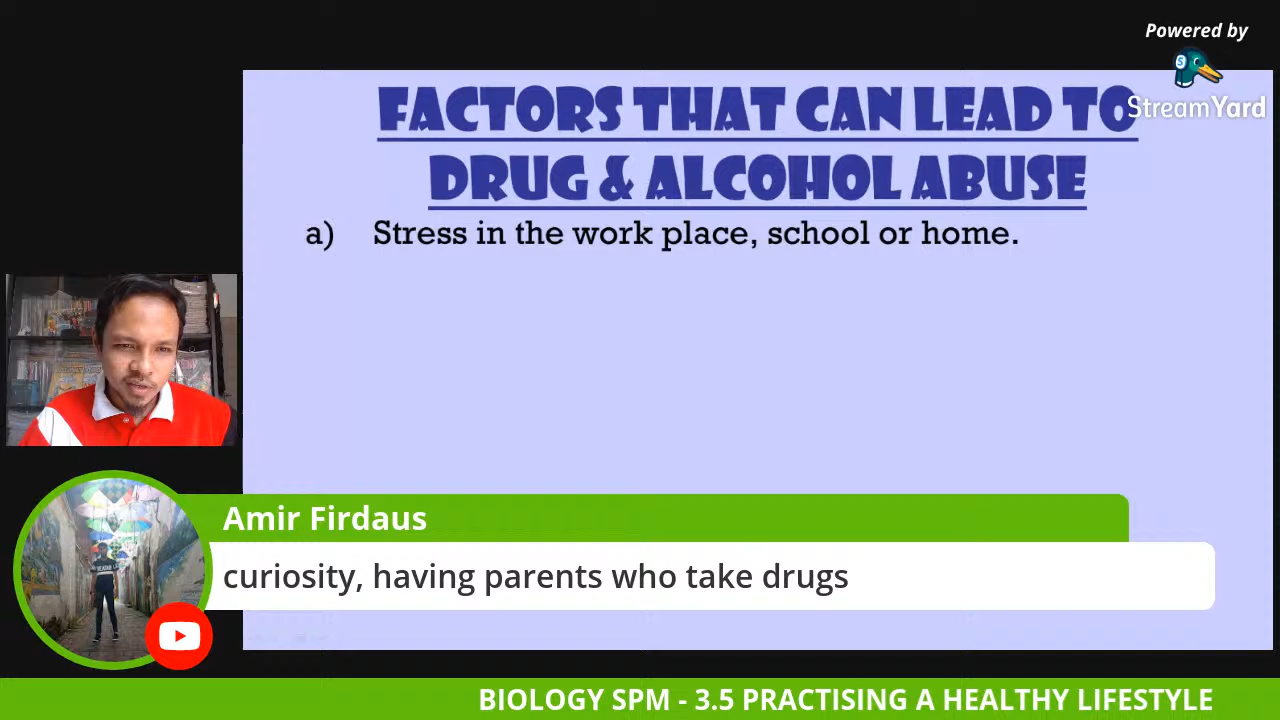 Powered by
StreamYard
FACTORS THAT CAN LEAD TO
DRUG & ALCOHOL ABUSE
a) Stress in the work place, school or home.
Amir Firdaus
curiosity, having parents who take drugs
BIOLOGY SPM - 3.5 PRACTISING A HEALTHY LIFESTYLE